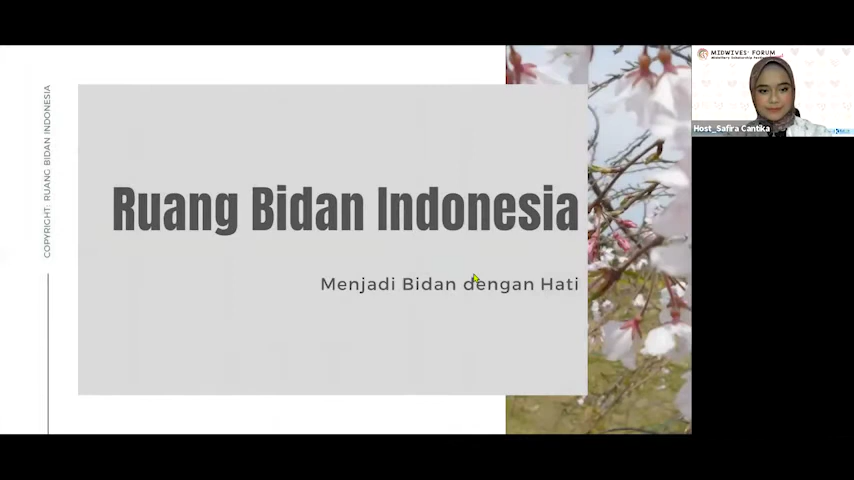 COPYRIGHT: RUANG BIDAN INDONESIA
Ruang Bidan Indonesia
Menjadi Bidan dengan Hati
MIDWIVES' FORUM
Host_Safira Cantika